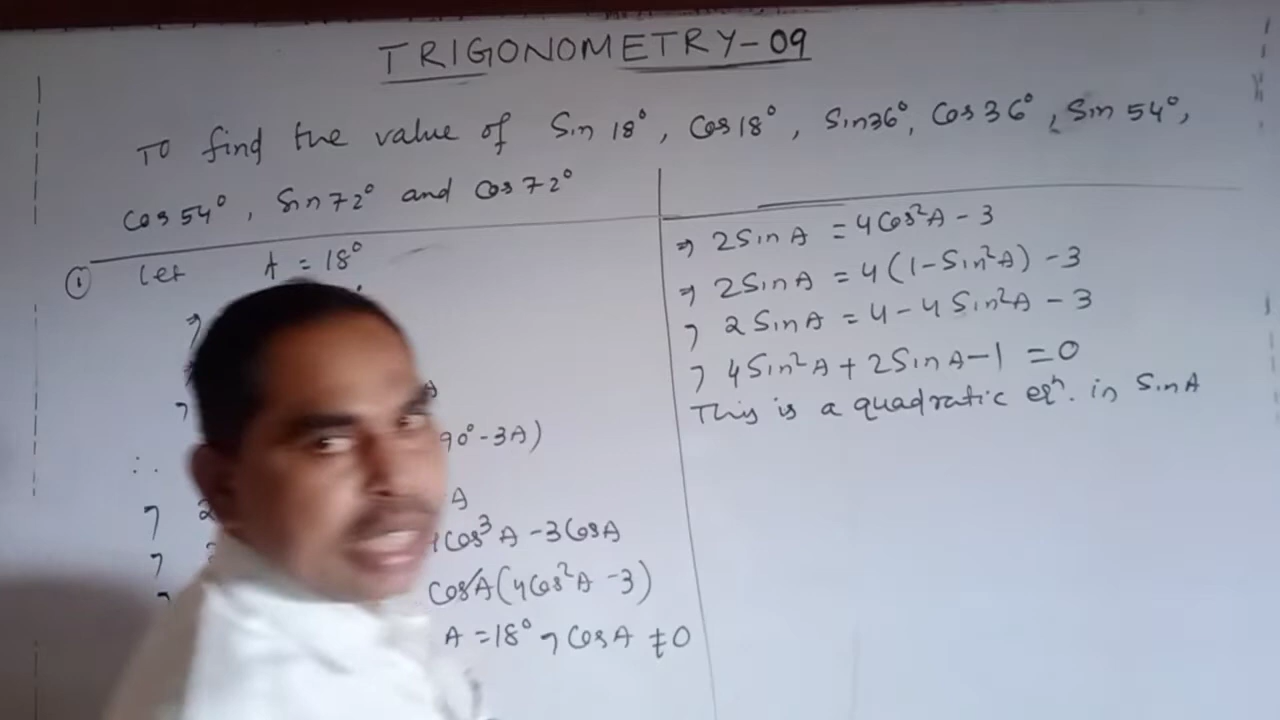 TRIGONOMETRY-09
To find the value of Sin 18°, Cos 18°, Sin36°, Cos 36°, Sin 54°,
Cos 54°, Sin 72° and Cos 72°
① Let A = 18°
A
90°-3A)
∴
A
⇒ 2
4Cos³A - 3CosA
CosA(4Cos²A - 3)
A = 18° ⇒ CosA ≠ 0
⇒ 2SinA = 4Cos²A - 3
⇒ 2SinA = 4(1-Sin²A) - 3
⇒ 2SinA = 4 - 4Sin²A - 3
⇒ 4Sin²A + 2SinA - 1 = 0
This is a quadratic eqⁿ. in SinA